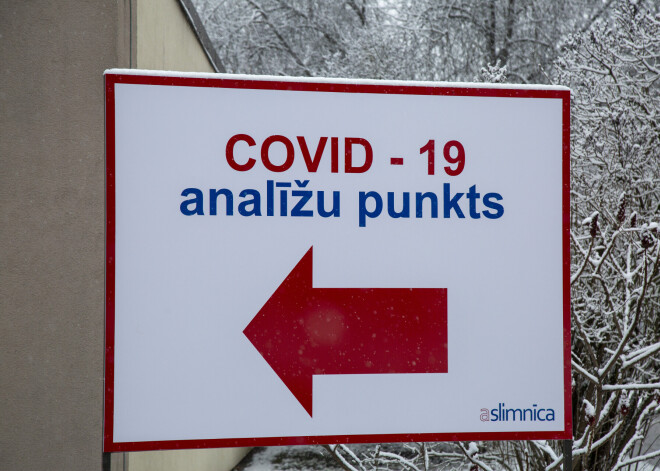 COVID - 19
analīžu punkts
aslimnīca